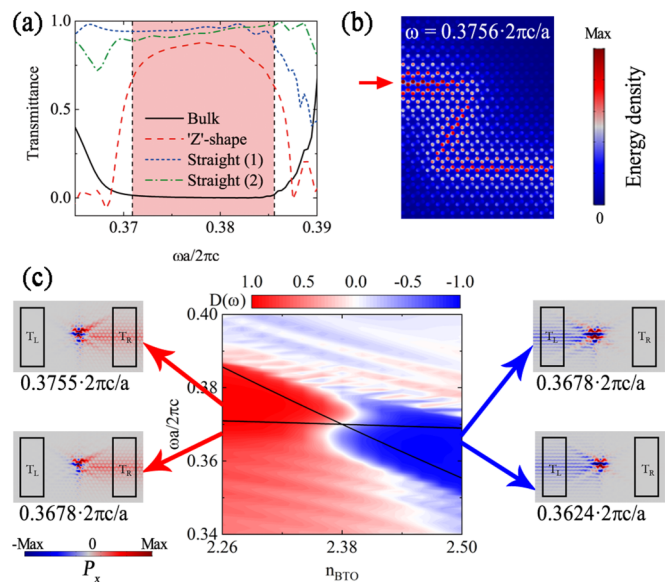 (a)
Transmittance
1.0
0.5
0.0
Bulk
'Z'-shape
Straight (1)
Straight (2)
0.37
0.38
0.39
ωa/2πc
(b)
ω = 0.3756·2πc/a
Max
Energy density
0
(c)
1.0
0.5
0.0
-0.5
-1.0
D(ω)
0.40
0.38
0.36
0.34
ωa/2πc
2.26
2.38
2.50
n_BTO
T_L
T_R
0.3755·2πc/a
T_L
T_R
0.3678·2πc/a
-Max
0
Max
P_x
T_L
T_R
0.3678·2πc/a
T_L
T_R
0.3624·2πc/a